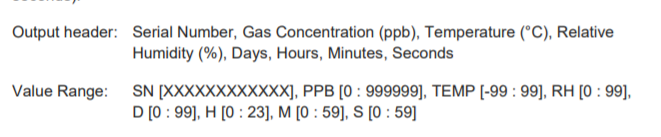 Output header: Serial Number, Gas Concentration (ppb), Temperature (°C), Relative
Humidity (%), Days, Hours, Minutes, Seconds
Value Range: SN [XXXXXXXXXXXX], PPB [0 : 999999], TEMP [-99 : 99], RH [0 : 99],
D [0 : 99], H [0 : 23], M [0 : 59], S [0 : 59]